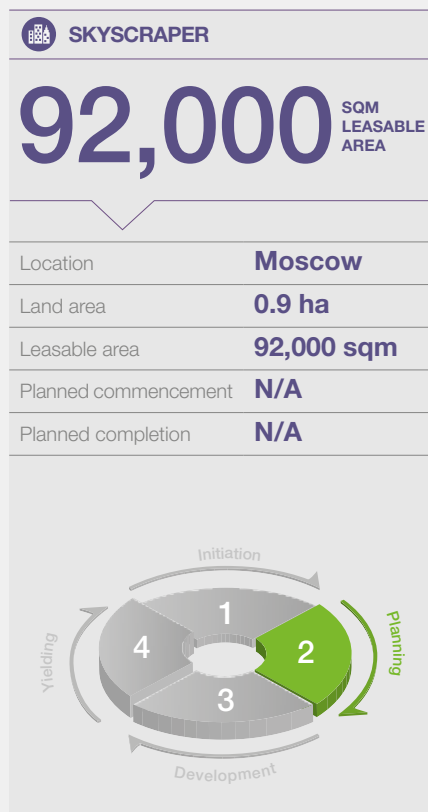 SKYSCRAPER
92,000
SQM
LEASABLE
AREA
Location Moscow
Land area 0.9 ha
Leasable area 92,000 sqm
Planned commencement N/A
Planned completion N/A
Initiation
1
Planning
2
Yielding
4
3
Development